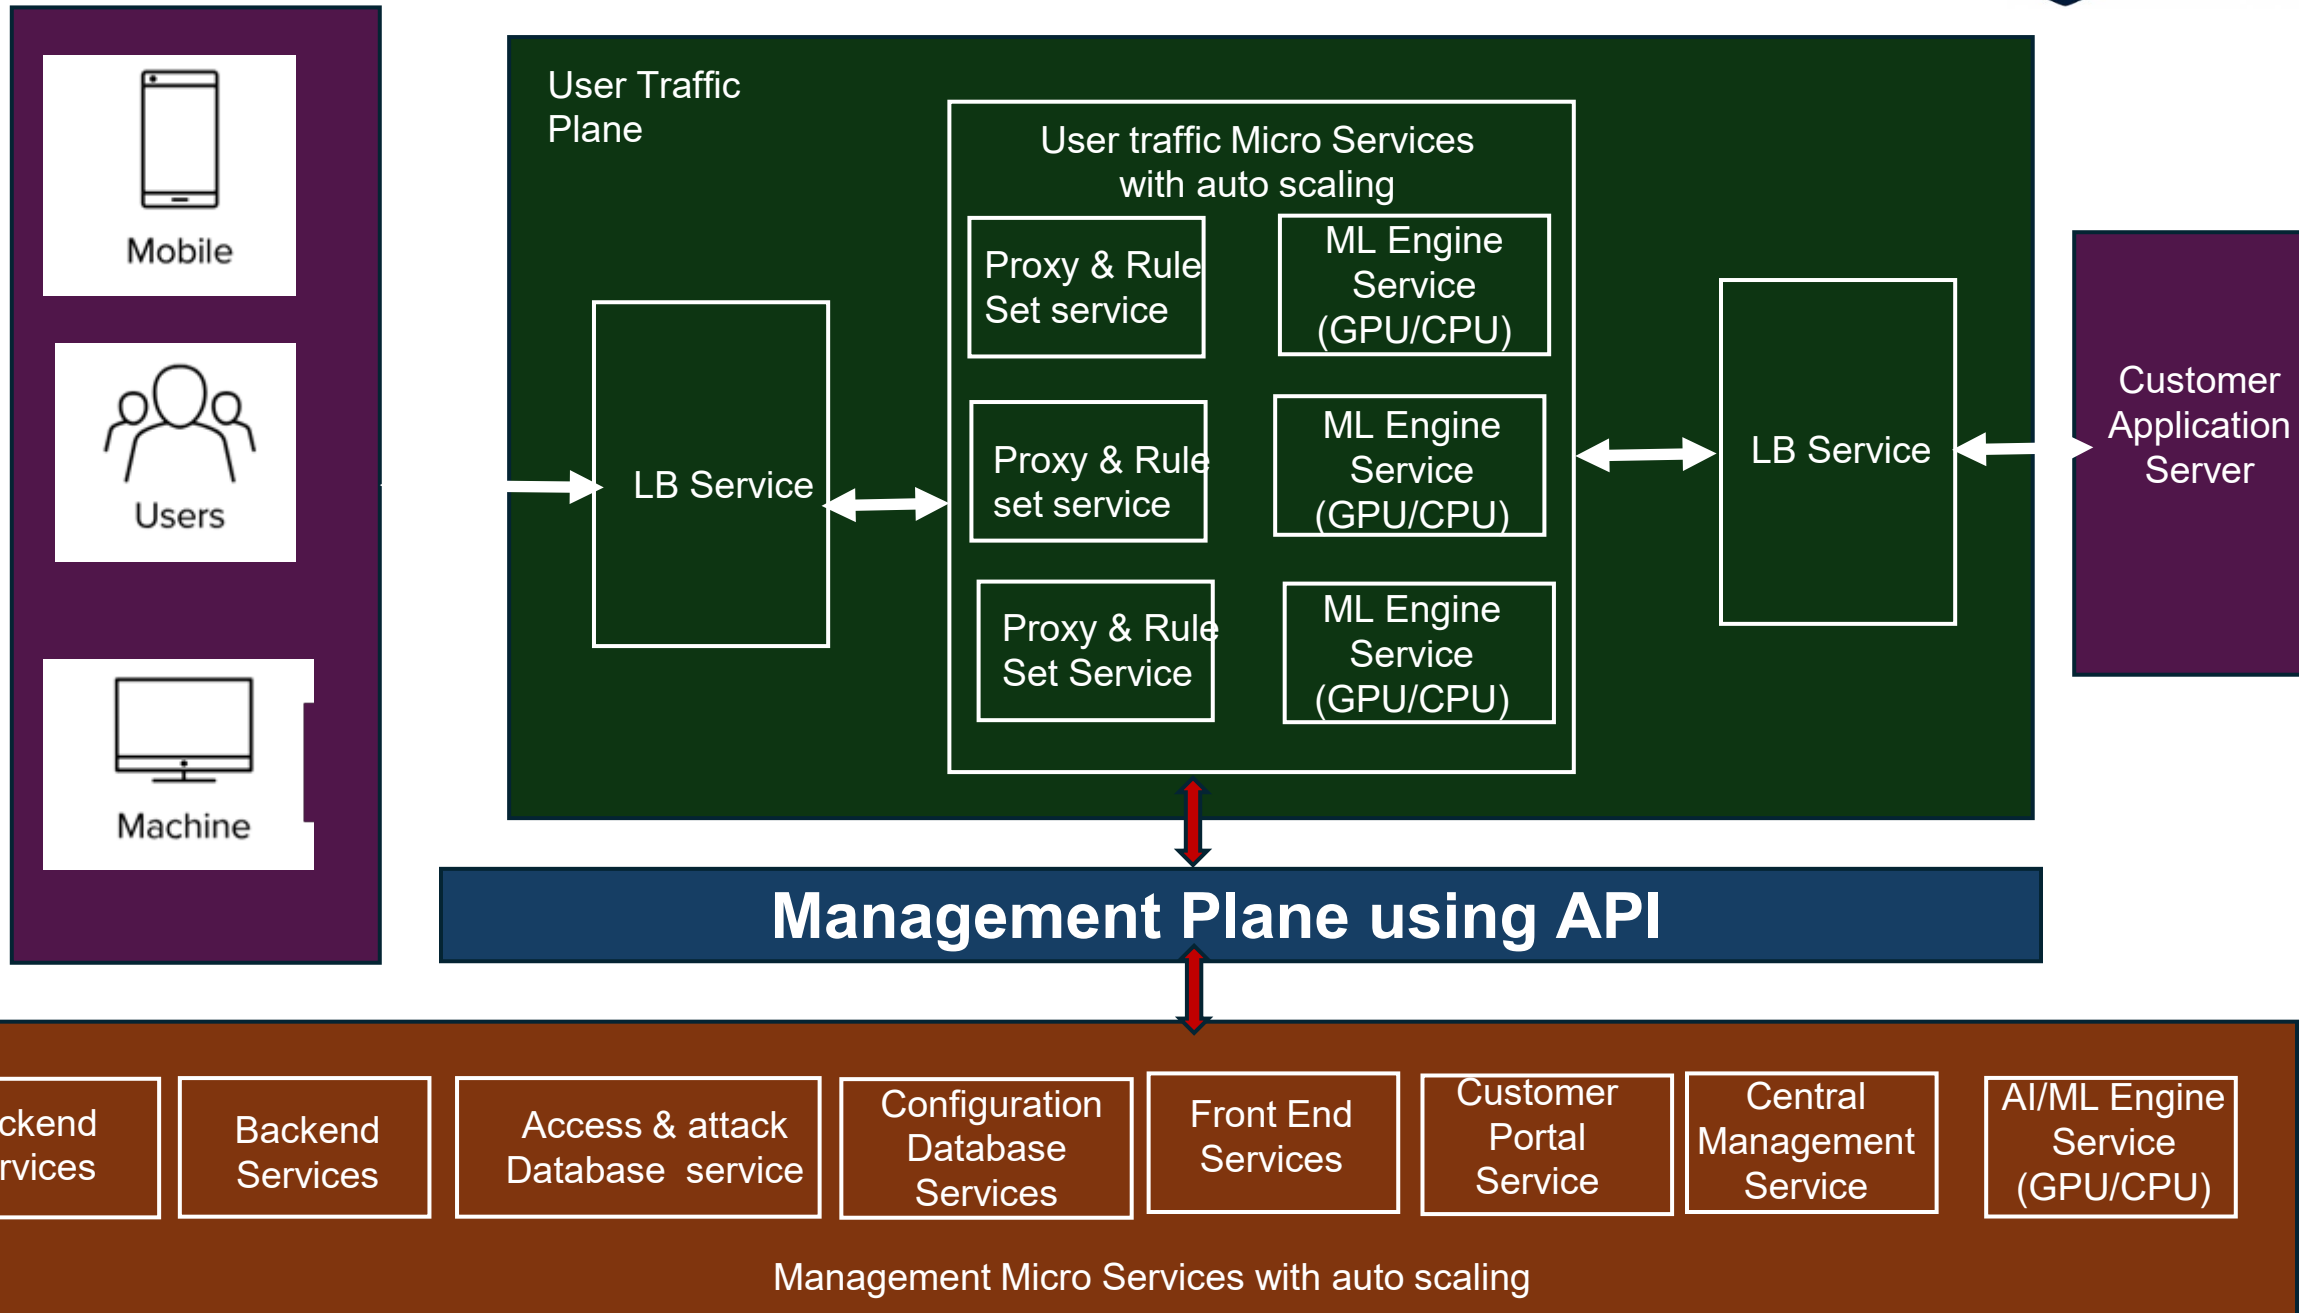 Mobile
Users
Machine
User Traffic
Plane
LB Service
User traffic Micro Services
with auto scaling
Proxy & Rule
Set service
ML Engine
Service
(GPU/CPU)
Proxy & Rule
set service
ML Engine
Service
(GPU/CPU)
Proxy & Rule
Set Service
ML Engine
Service
(GPU/CPU)
LB Service
Customer
Application
Server
Management Plane using API
ckend
rvices
Backend
Services
Access & attack
Database service
Configuration
Database
Services
Front End
Services
Customer
Portal
Service
Central
Management
Service
AI/ML Engine
Service
(GPU/CPU)
Management Micro Services with auto scaling